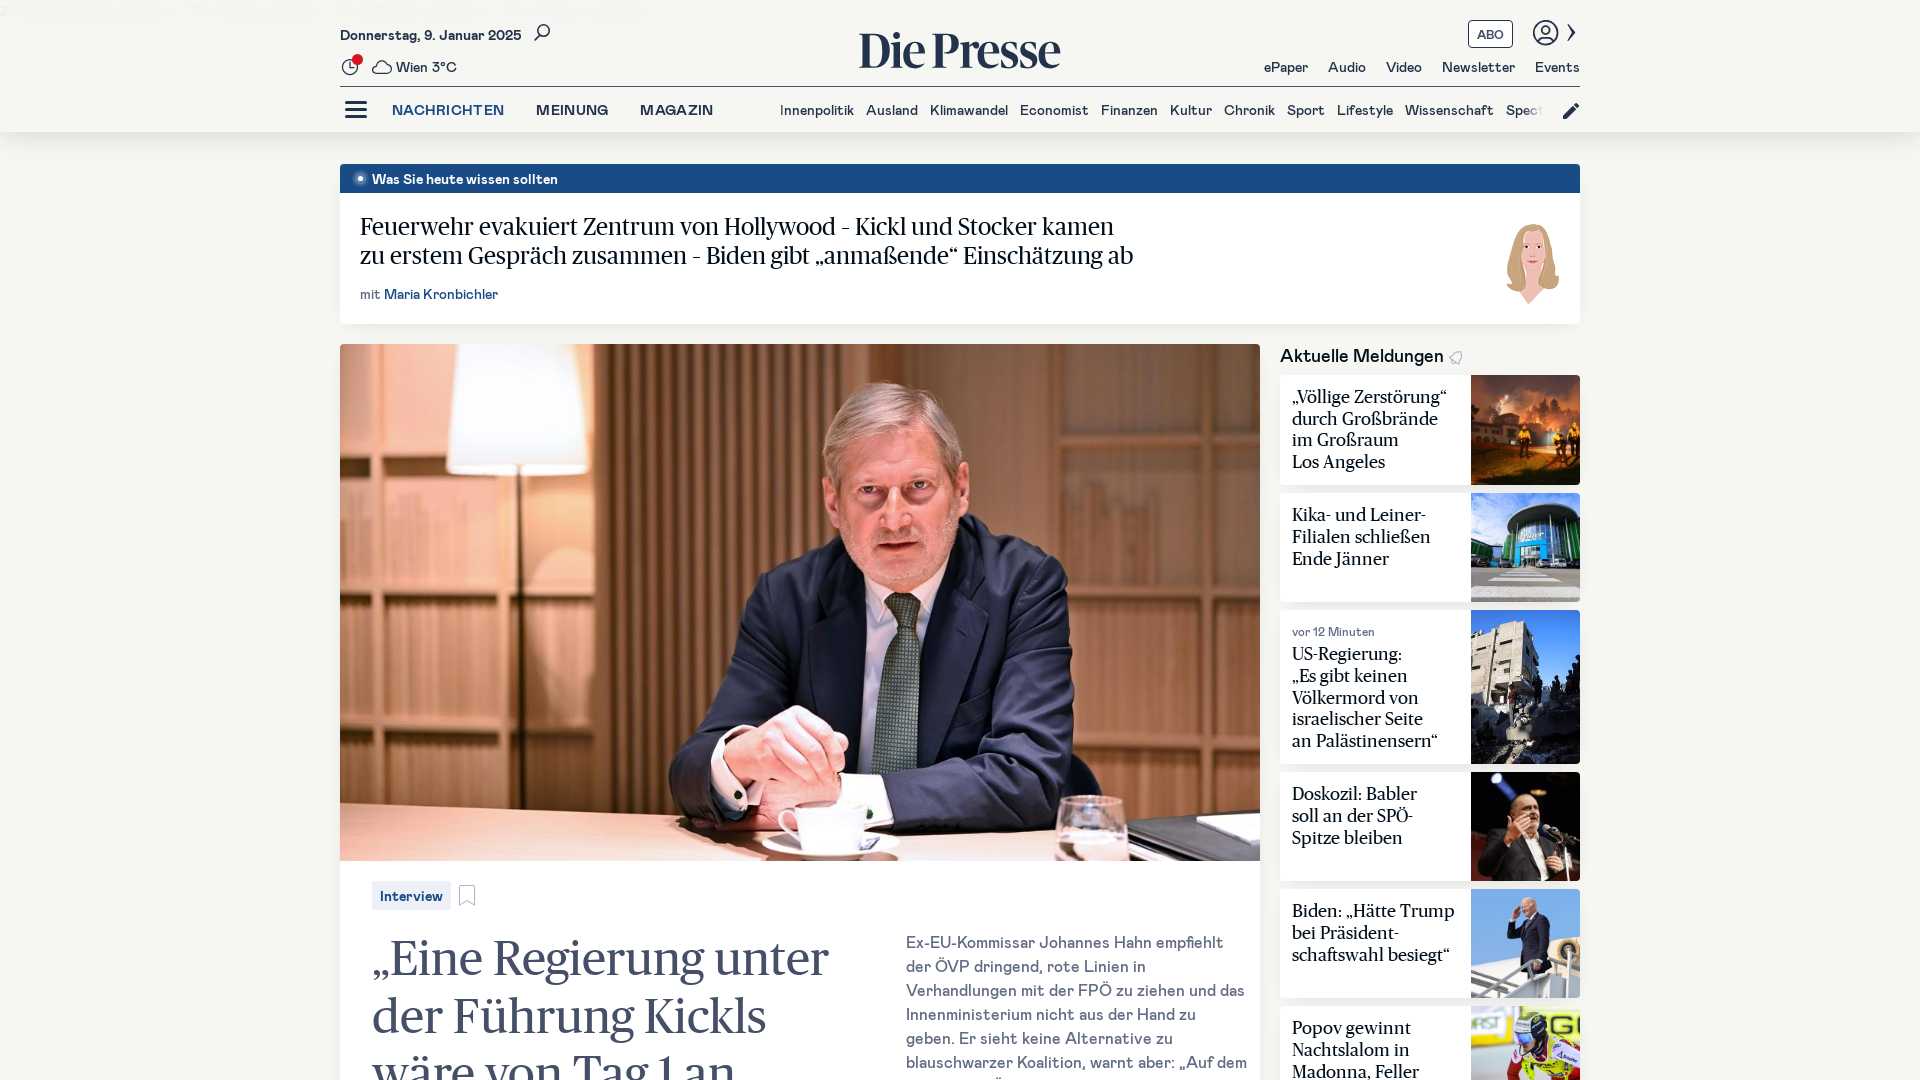 Donnerstag, 9. Januar 2025
Die Presse
ABO
Wien 3°C
ePaper Audio Video Newsletter Events
NACHRICHTEN MEINUNG MAGAZIN
Innenpolitik Ausland Klimawandel Economist Finanzen Kultur Chronik Sport Lifestyle Wissenschaft Spect
Was Sie heute wissen sollten
Feuerwehr evakuiert Zentrum von Hollywood – Kickl und Stocker kamen
zu erstem Gespräch zusammen – Biden gibt „anmaßende“ Einschätzung ab
mit Maria Kronbichler
Interview
„Eine Regierung unter
der Führung Kickls
wäre von Tag 1 an
Ex-EU-Kommissar Johannes Hahn empfiehlt
der ÖVP dringend, rote Linien in
Verhandlungen mit der FPÖ zu ziehen und das
Innenministerium nicht aus der Hand zu
geben. Er sieht keine Alternative zu
blauschwarzer Koalition, warnt aber: „Auf dem
Aktuelle Meldungen
„Völlige Zerstörung“
durch Großbrände
im Großraum
Los Angeles
Kika- und Leiner-
Filialen schließen
Ende Jänner
vor 12 Minuten
US-Regierung:
„Es gibt keinen
Völkermord von
israelischer Seite
an Palästinensern“
Doskozil: Babler
soll an der SPÖ-
Spitze bleiben
Biden: „Hätte Trump
bei Präsident-
schaftswahl besiegt“
Popov gewinnt
Nachtslalom in
Madonna, Feller